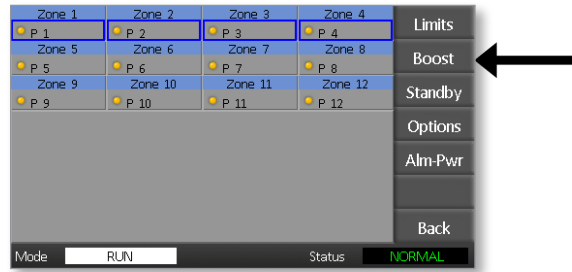 Zone 1 Zone 2 Zone 3 Zone 4
P 1 P 2 P 3 P 4
Zone 5 Zone 6 Zone 7 Zone 8
P 5 P 6 P 7 P 8
Zone 9 Zone 10 Zone 11 Zone 12
P 9 P 10 P 11 P 12
Limits
Boost
Standby
Options
Alm-Pwr
Back
Mode RUN Status NORMAL